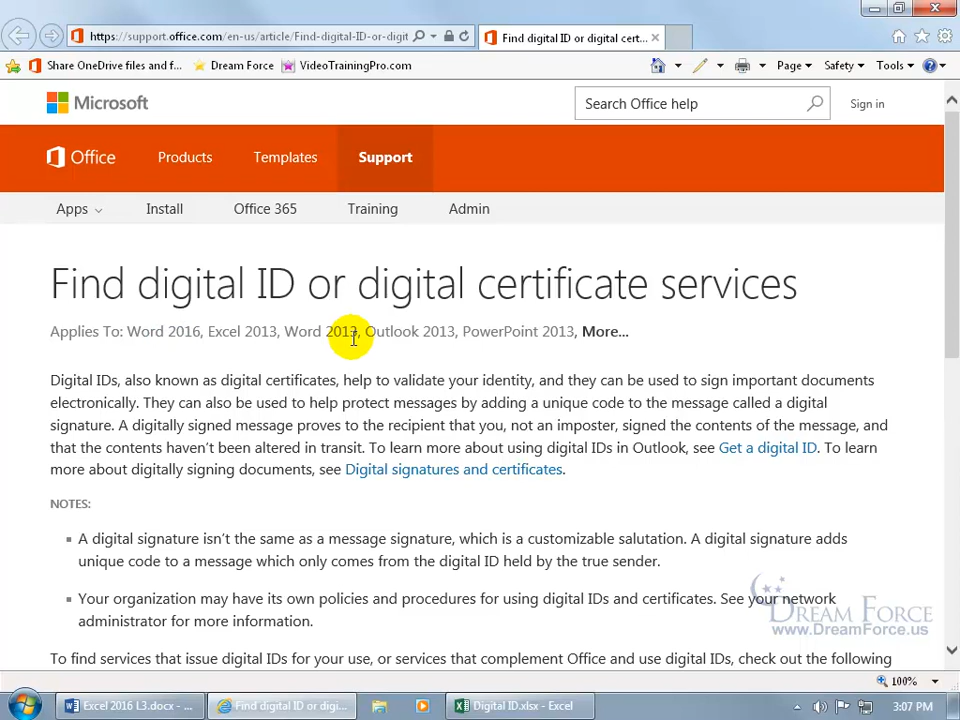 https://support.office.com/en-us/article/Find-digital-ID-or-digit
Find digital ID or digital cert...
Share OneDrive files and f...
Dream Force
VideoTrainingPro.com
Page
Safety
Tools
Microsoft
Search Office help
Sign in
Office
Products
Templates
Support
Apps
Install
Office 365
Training
Admin
Find digital ID or digital certificate services
Applies To: Word 2016, Excel 2013, Word 2013, Outlook 2013, PowerPoint 2013, More...
Digital IDs, also known as digital certificates, help to validate your identity, and they can be used to sign important documents
electronically. They can also be used to help protect messages by adding a unique code to the message called a digital
signature. A digitally signed message proves to the recipient that you, not an imposter, signed the contents of the message, and
that the contents haven't been altered in transit. To learn more about using digital IDs in Outlook, see Get a digital ID. To learn
more about digitally signing documents, see Digital signatures and certificates.
NOTES:
A digital signature isn't the same as a message signature, which is a customizable salutation. A digital signature adds
unique code to a message which only comes from the digital ID held by the true sender.
Your organization may have its own policies and procedures for using digital IDs and certificates. See your network
administrator for more information.
DREAM FORCE
www.DreamForce.us
To find services that issue digital IDs for your use, or services that complement Office and use digital IDs, check out the following
100%
Excel 2016 L3.docx - ...
Find digital ID or digi...
Digital ID.xlsx - Excel
3:07 PM